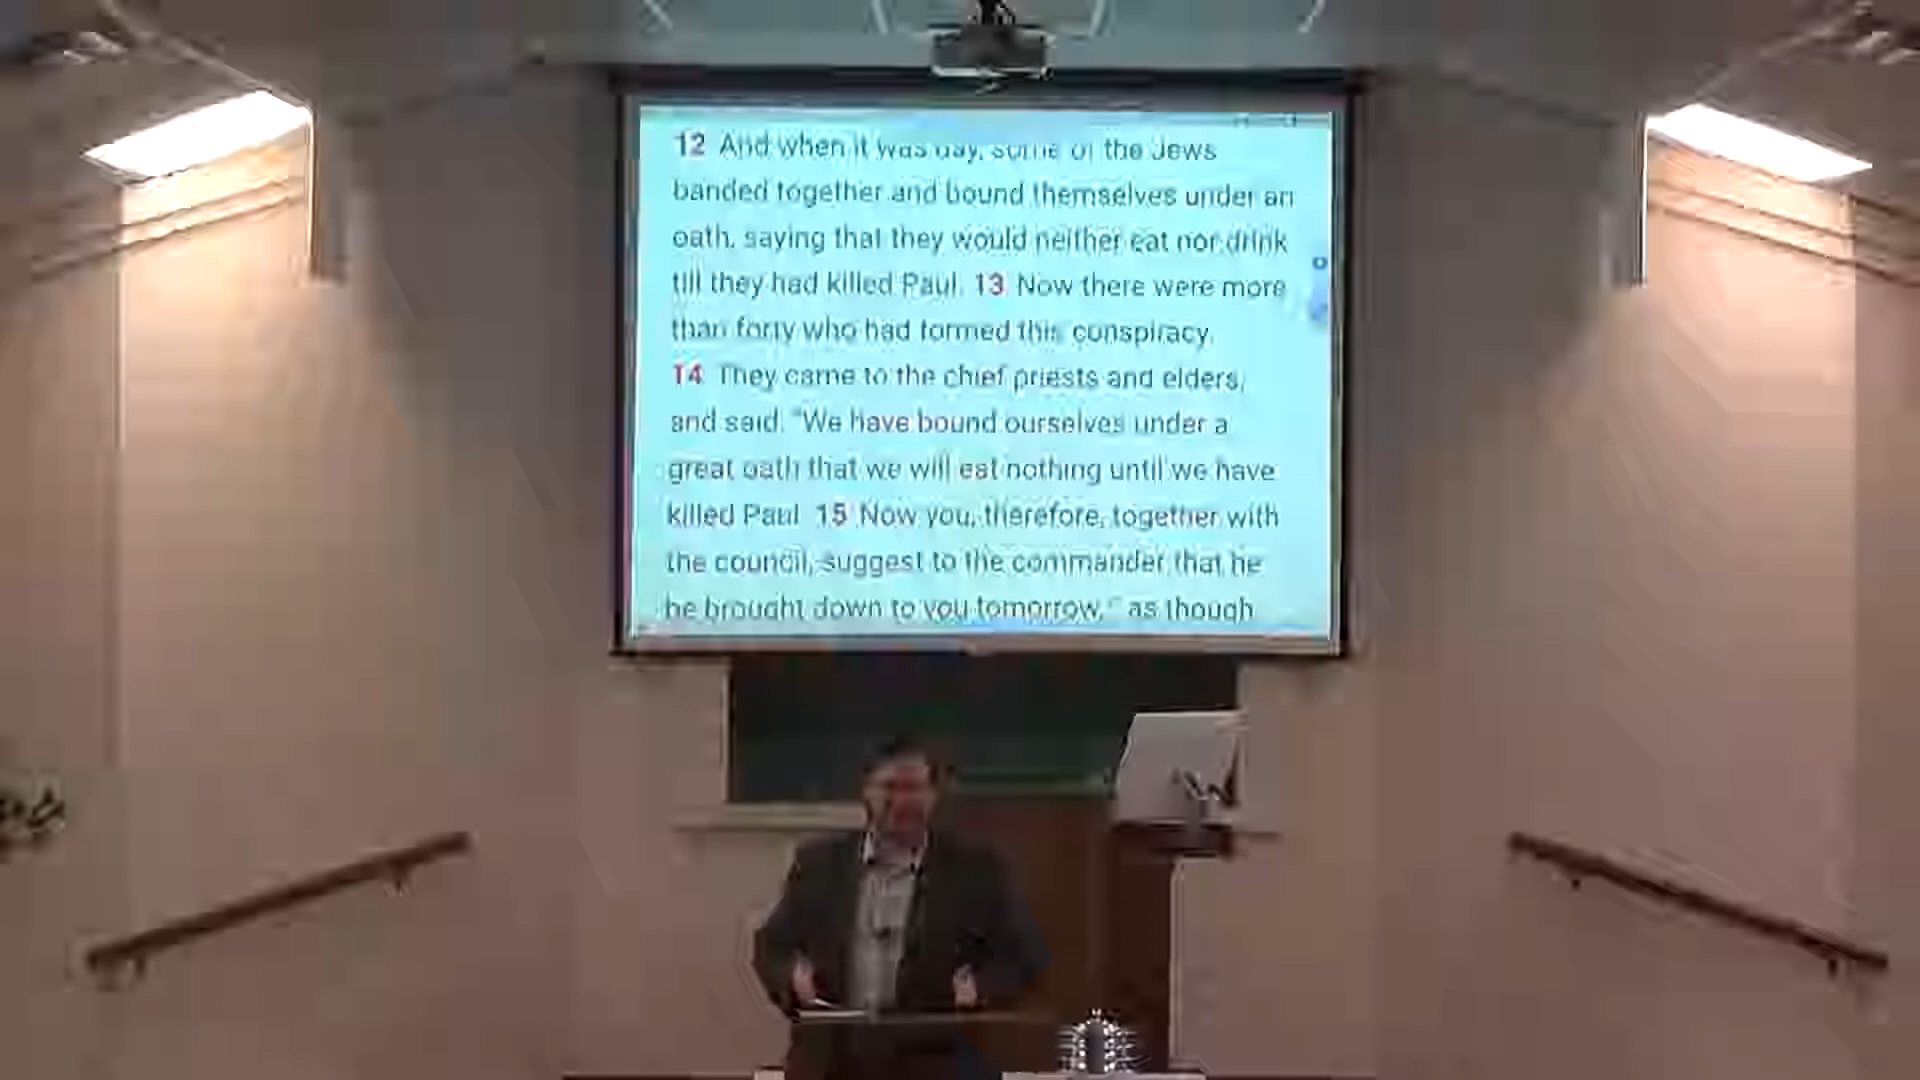 12 And when it was day, some of the Jews
banded together and bound themselves under an
oath, saying that they would neither eat nor drink
till they had killed Paul. 13 Now there were more
than forty who had formed this conspiracy.
14 They came to the chief priests and elders,
and said, "We have bound ourselves under a
great oath that we will eat nothing until we have
killed Paul. 15 Now you, therefore, together with
the council, suggest to the commander that he
be brought down to you tomorrow," as though